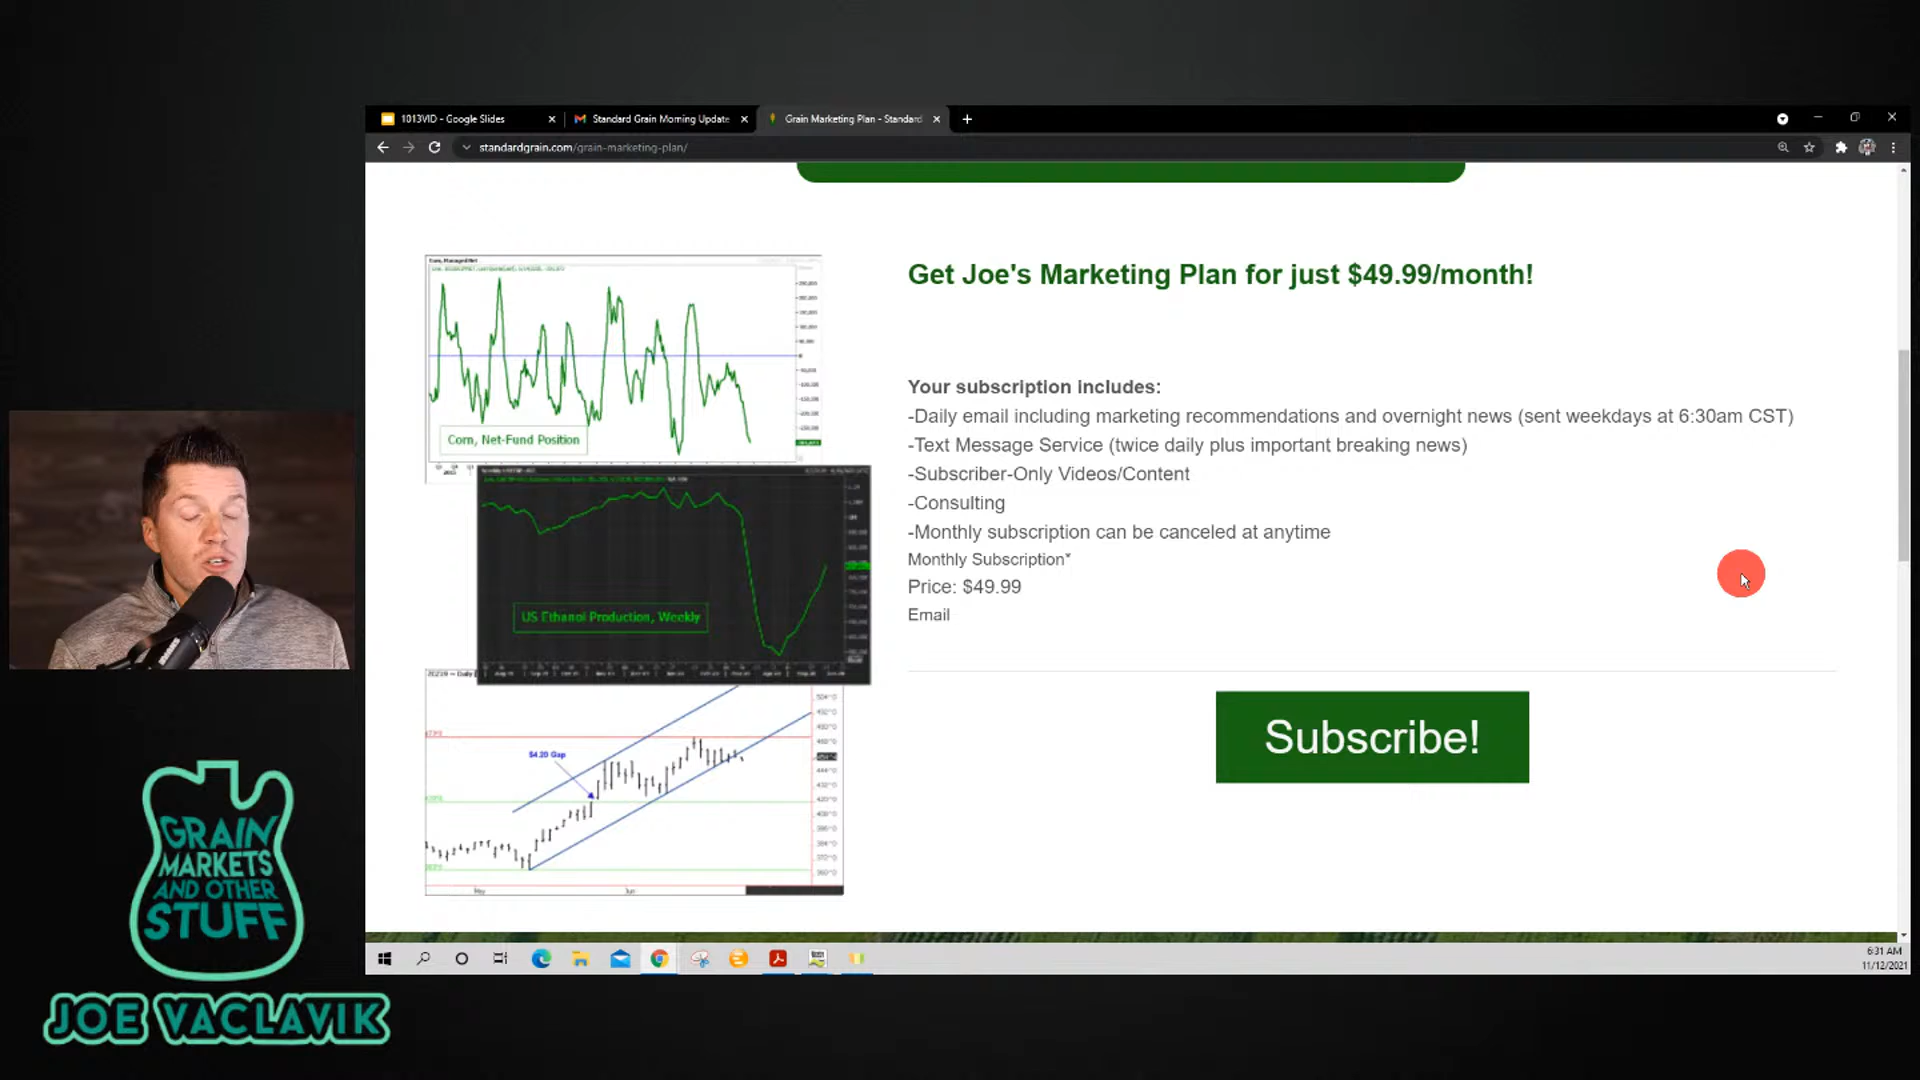 1013VID - Google Slides
Standard Grain Morning Update
Grain Marketing Plan - Standard
standardgrain.com/grain-marketing-plan/
Get Joe's Marketing Plan for just $49.99/month!
Your subscription includes:
-Daily email including marketing recommendations and overnight news (sent weekdays at 6:30am CST)
-Text Message Service (twice daily plus important breaking news)
-Subscriber-Only Videos/Content
-Consulting
-Monthly subscription can be canceled at anytime
Monthly Subscription*
Price: $49.99
Email
Subscribe!
Corn, Net-Fund Position
US Ethanol Production, Weekly
$4.20 Gap
May
Jun
GRAIN
MARKETS
AND OTHER
STUFF
JOE VACLAVIK
6:31 AM
11/12/2021